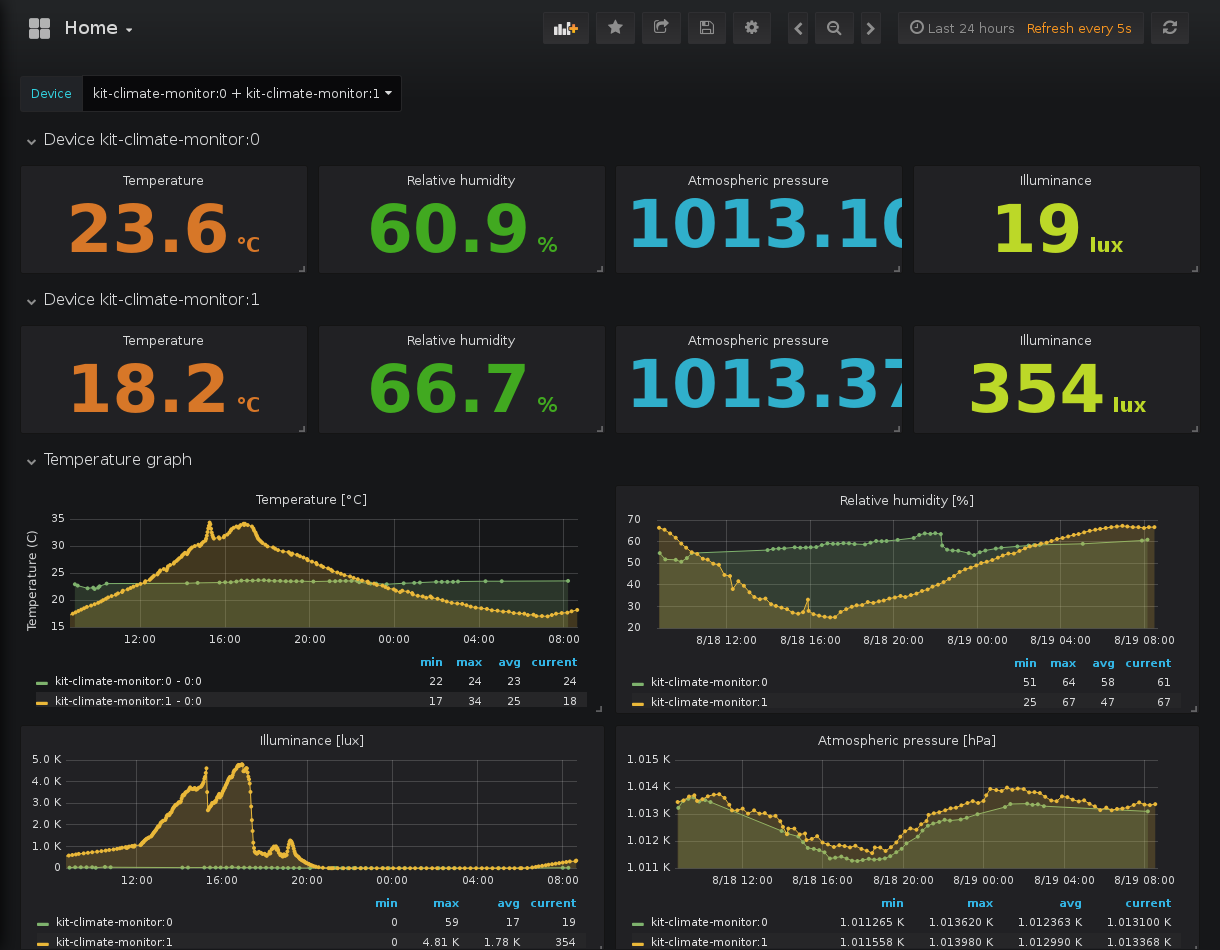 Home
Last 24 hours Refresh every 5s
Device kit-climate-monitor:0 + kit-climate-monitor:1
Device kit-climate-monitor:0
Temperature Relative humidity Atmospheric pressure Illuminance
23.6 °C 60.9 % 1013.10 19 lux
Device kit-climate-monitor:1
Temperature Relative humidity Atmospheric pressure Illuminance
18.2 °C 66.7 % 1013.37 354 lux
Temperature graph
Temperature [°C]
Temperature (C)
35
30
25
20
15
12:00 16:00 20:00 00:00 04:00 08:00
min max avg current
kit-climate-monitor:0 - 0:0 22 24 23 24
kit-climate-monitor:1 - 0:0 17 34 25 18
Relative humidity [%]
70
60
50
40
30
20
8/18 12:00 8/18 16:00 8/18 20:00 8/19 00:00 8/19 04:00 8/19 08:00
min max avg current
kit-climate-monitor:0 51 64 58 61
kit-climate-monitor:1 25 67 47 67
Illuminance [lux]
5.0 K
4.0 K
3.0 K
2.0 K
1.0 K
0
12:00 16:00 20:00 00:00 04:00 08:00
min max avg current
kit-climate-monitor:0 0 59 17 19
kit-climate-monitor:1 0 4.81 K 1.78 K 354
Atmospheric pressure [hPa]
1.015 K
1.014 K
1.013 K
1.012 K
1.011 K
8/18 12:00 8/18 16:00 8/18 20:00 8/19 00:00 8/19 04:00 8/19 08:00
min max avg current
kit-climate-monitor:0 1.011265 K 1.013620 K 1.012363 K 1.013100 K
kit-climate-monitor:1 1.011558 K 1.013980 K 1.012990 K 1.013368 K